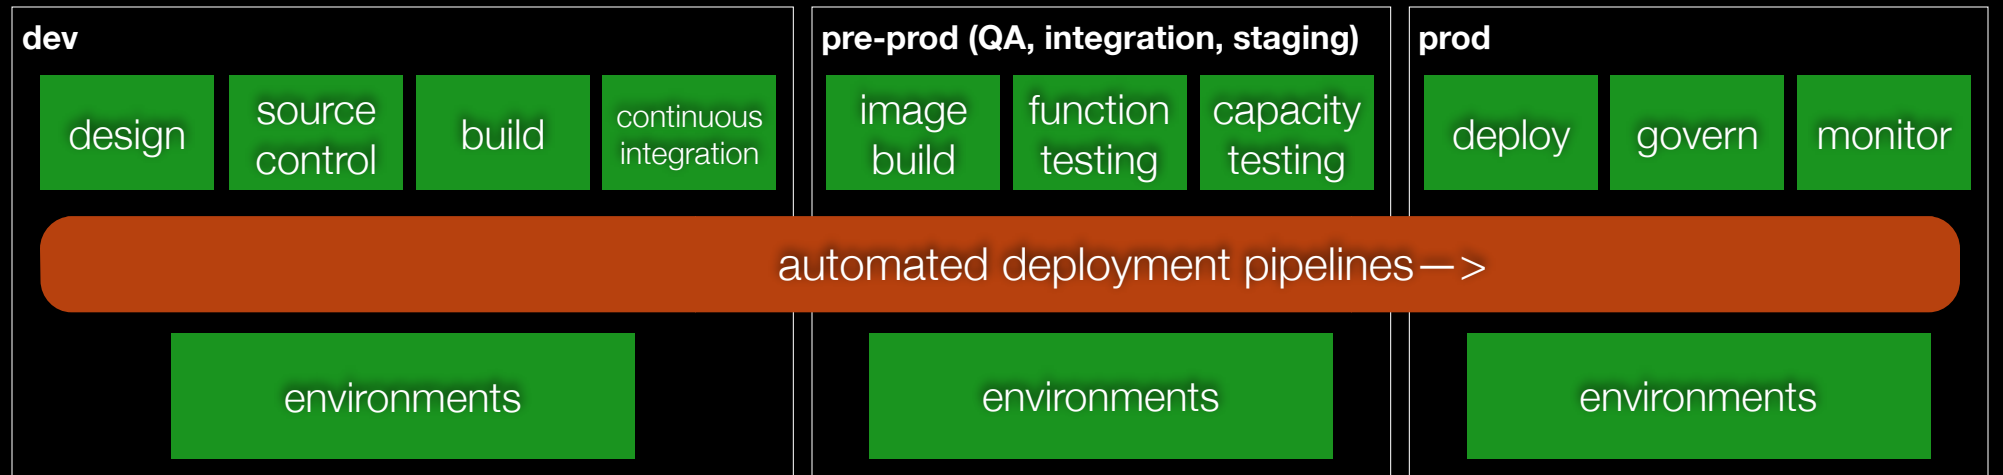 dev
design
source
control
build
continuous
integration
pre-prod (QA, integration, staging)
image
build
function
testing
capacity
testing
prod
deploy
govern
monitor
automated deployment pipelines—>
environments
environments
environments